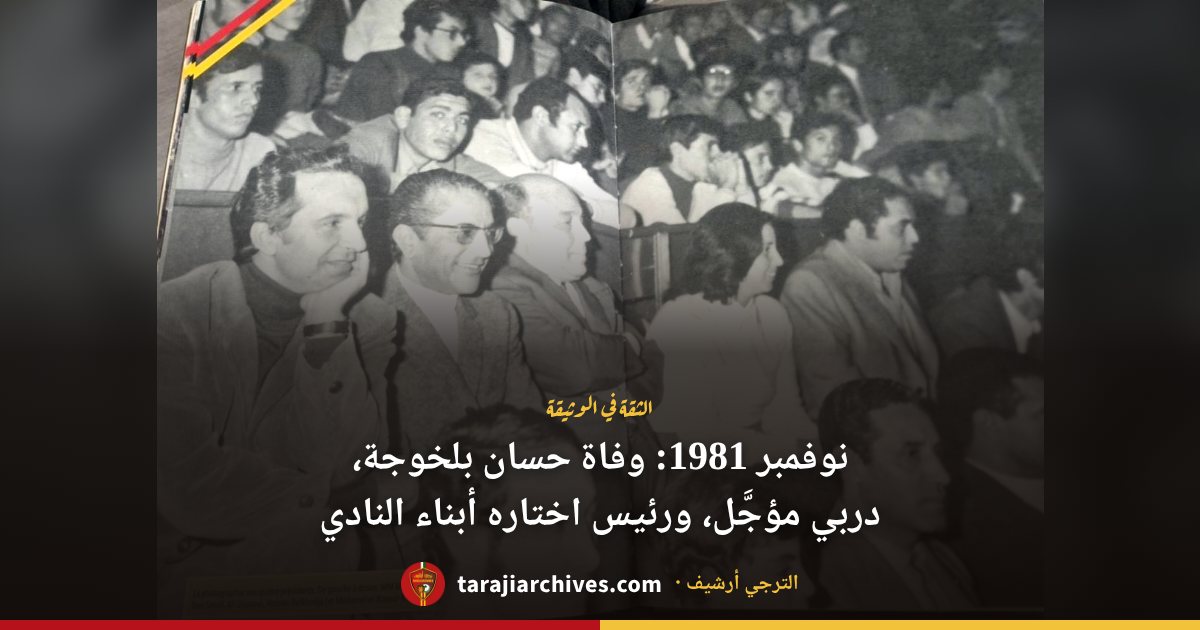 الثقة في الوثيقة
نوفمبر 1981: وفاة حسان بلخوجة،
دربي مؤجَّل، ورئيس اختاره أبناء النادي
tarajiarchives.com · الترجي أرشيف